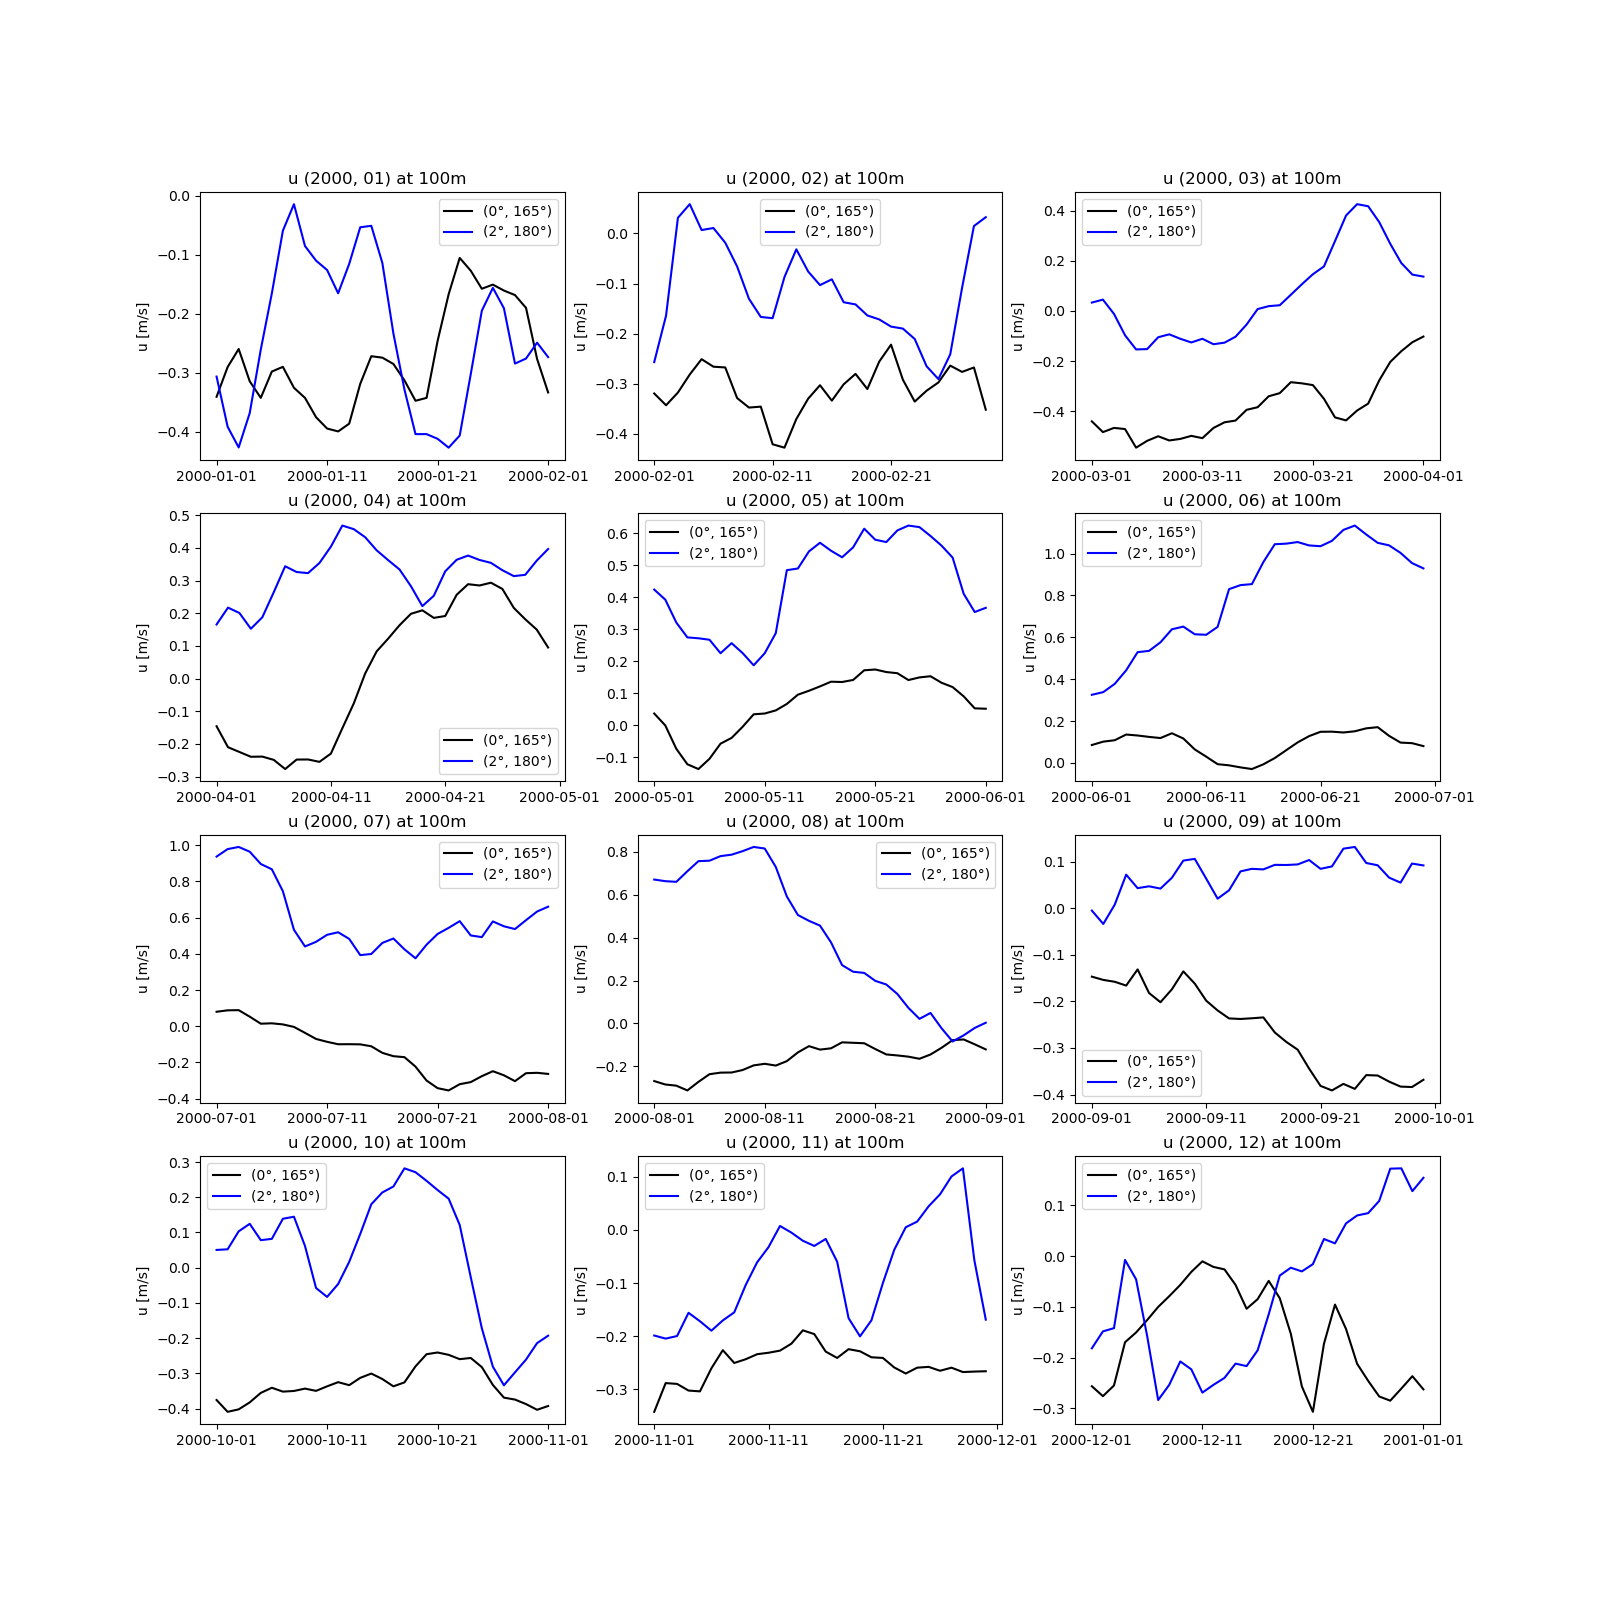 u (2000, 01) at 100m
u [m/s]
0.0
−0.1
−0.2
−0.3
−0.4
(0°, 165°)
(2°, 180°)
2000-01-01 2000-01-11 2000-01-21 2000-02-01
u (2000, 02) at 100m
u [m/s]
0.0
−0.1
−0.2
−0.3
−0.4
(0°, 165°)
(2°, 180°)
2000-02-01 2000-02-11 2000-02-21
u (2000, 03) at 100m
u [m/s]
0.4
0.2
0.0
−0.2
−0.4
(0°, 165°)
(2°, 180°)
2000-03-01 2000-03-11 2000-03-21 2000-04-01
u (2000, 04) at 100m
u [m/s]
0.5
0.4
0.3
0.2
0.1
0.0
−0.1
−0.2
−0.3
(0°, 165°)
(2°, 180°)
2000-04-01 2000-04-11 2000-04-21 2000-05-01
u (2000, 05) at 100m
u [m/s]
0.6
0.5
0.4
0.3
0.2
0.1
0.0
−0.1
(0°, 165°)
(2°, 180°)
2000-05-01 2000-05-11 2000-05-21 2000-06-01
u (2000, 06) at 100m
u [m/s]
1.0
0.8
0.6
0.4
0.2
0.0
(0°, 165°)
(2°, 180°)
2000-06-01 2000-06-11 2000-06-21 2000-07-01
u (2000, 07) at 100m
u [m/s]
1.0
0.8
0.6
0.4
0.2
0.0
−0.2
−0.4
(0°, 165°)
(2°, 180°)
2000-07-01 2000-07-11 2000-07-21 2000-08-01
u (2000, 08) at 100m
u [m/s]
0.8
0.6
0.4
0.2
0.0
−0.2
(0°, 165°)
(2°, 180°)
2000-08-01 2000-08-11 2000-08-21 2000-09-01
u (2000, 09) at 100m
u [m/s]
0.1
0.0
−0.1
−0.2
−0.3
−0.4
(0°, 165°)
(2°, 180°)
2000-09-01 2000-09-11 2000-09-21 2000-10-01
u (2000, 10) at 100m
u [m/s]
0.3
0.2
0.1
0.0
−0.1
−0.2
−0.3
−0.4
(0°, 165°)
(2°, 180°)
2000-10-01 2000-10-11 2000-10-21 2000-11-01
u (2000, 11) at 100m
u [m/s]
0.1
0.0
−0.1
−0.2
−0.3
(0°, 165°)
(2°, 180°)
2000-11-01 2000-11-11 2000-11-21 2000-12-01
u (2000, 12) at 100m
u [m/s]
0.1
0.0
−0.1
−0.2
−0.3
(0°, 165°)
(2°, 180°)
2000-12-01 2000-12-11 2000-12-21 2001-01-01